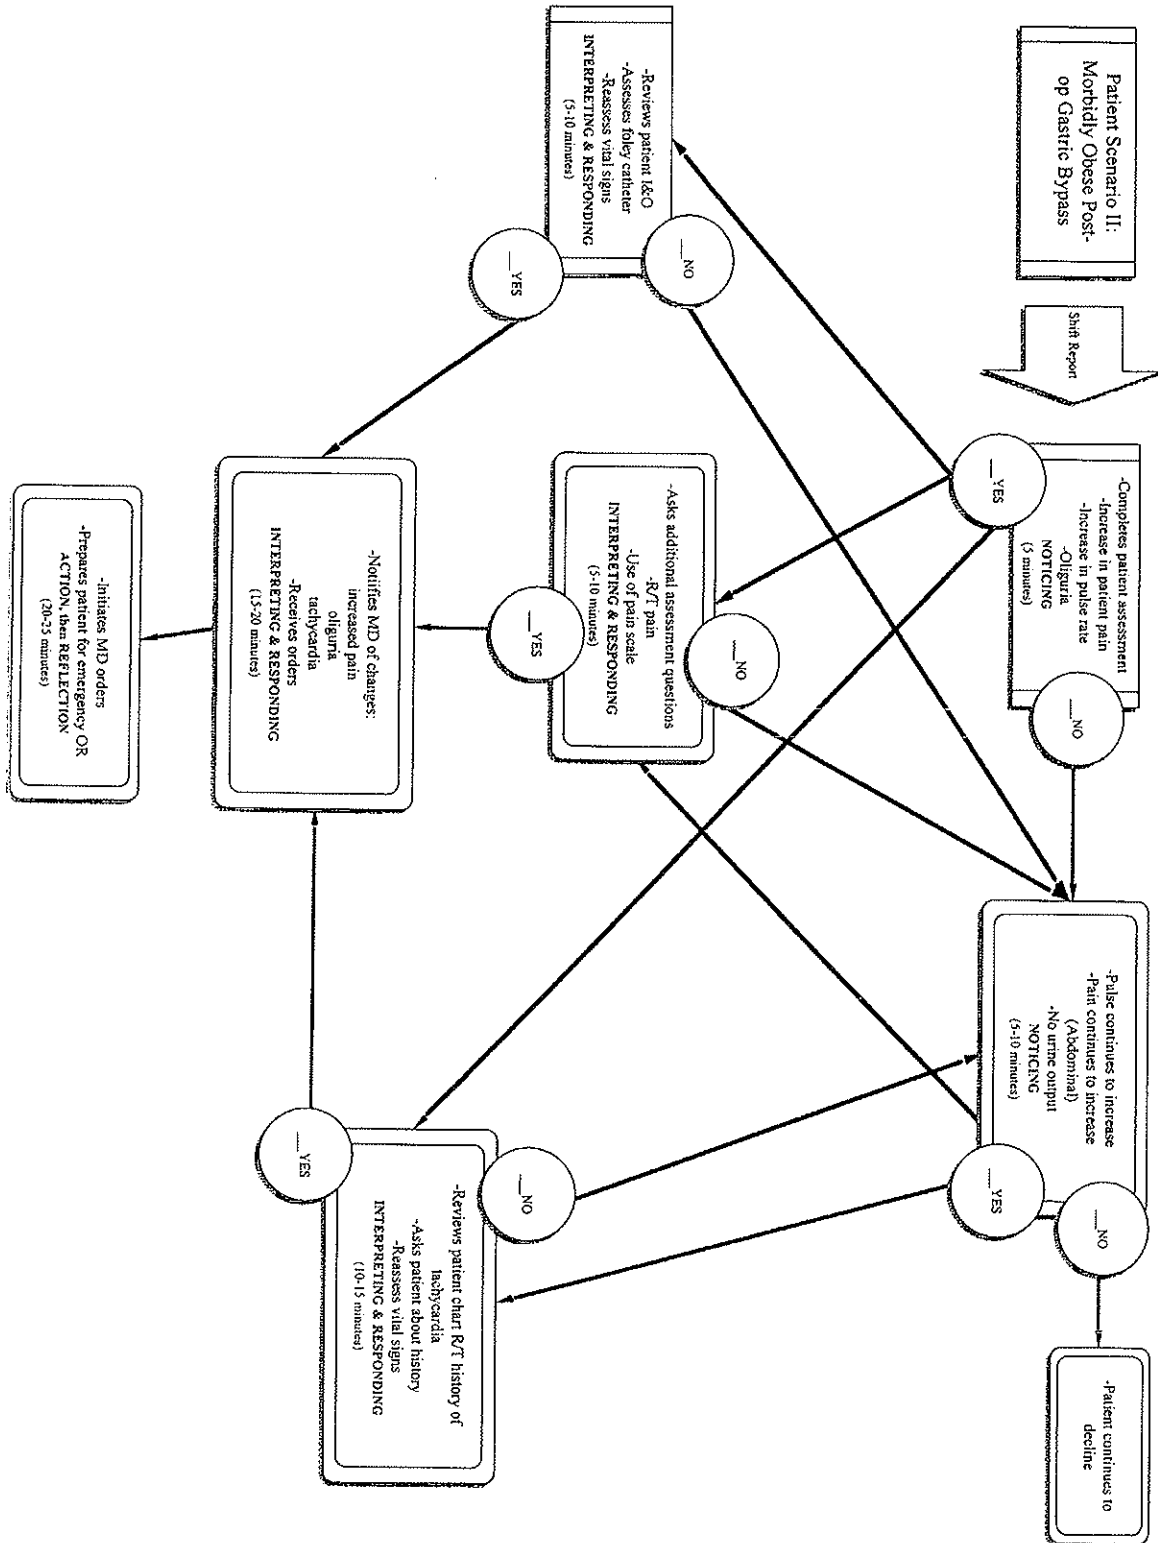 Patient Scenario II:
Morbidly Obese Post-
op Gastric Bypass
Shift Report
-Completes patient assessment
-Increase in patient pain
-Oliguria
-Increase in pulse rate
NOTICING
(5 minutes)
__YES
__NO
-Pulse continues to increase
-Pain continues to increase
(Abdominal)
-No urine output
NOTICING
(5-10 minutes)
__YES
__NO
-Patient continues to
decline
-Reviews patient I&O
-Assesses foley catheter
-Reassess vital signs
INTERPRETING & RESPONDING
(5-10 minutes)
__YES
__NO
-Asks additional assessment questions
-R/T pain
-Use of pain scale
INTERPRETING & RESPONDING
(5-10 minutes)
__YES
__NO
-Reviews patient chart R/T history of
tachycardia
-Asks patient about history
-Reassess vital signs
INTERPRETING & RESPONDING
(10-15 minutes)
__YES
__NO
-Notifies MD of changes:
increased pain
oliguria
tachycardia
-Receives orders
INTERPRETING & RESPONDING
(15-20 minutes)
-Initiates MD orders
-Prepares patient for emergency OR
ACTION, then REFLECTION
(20-25 minutes)